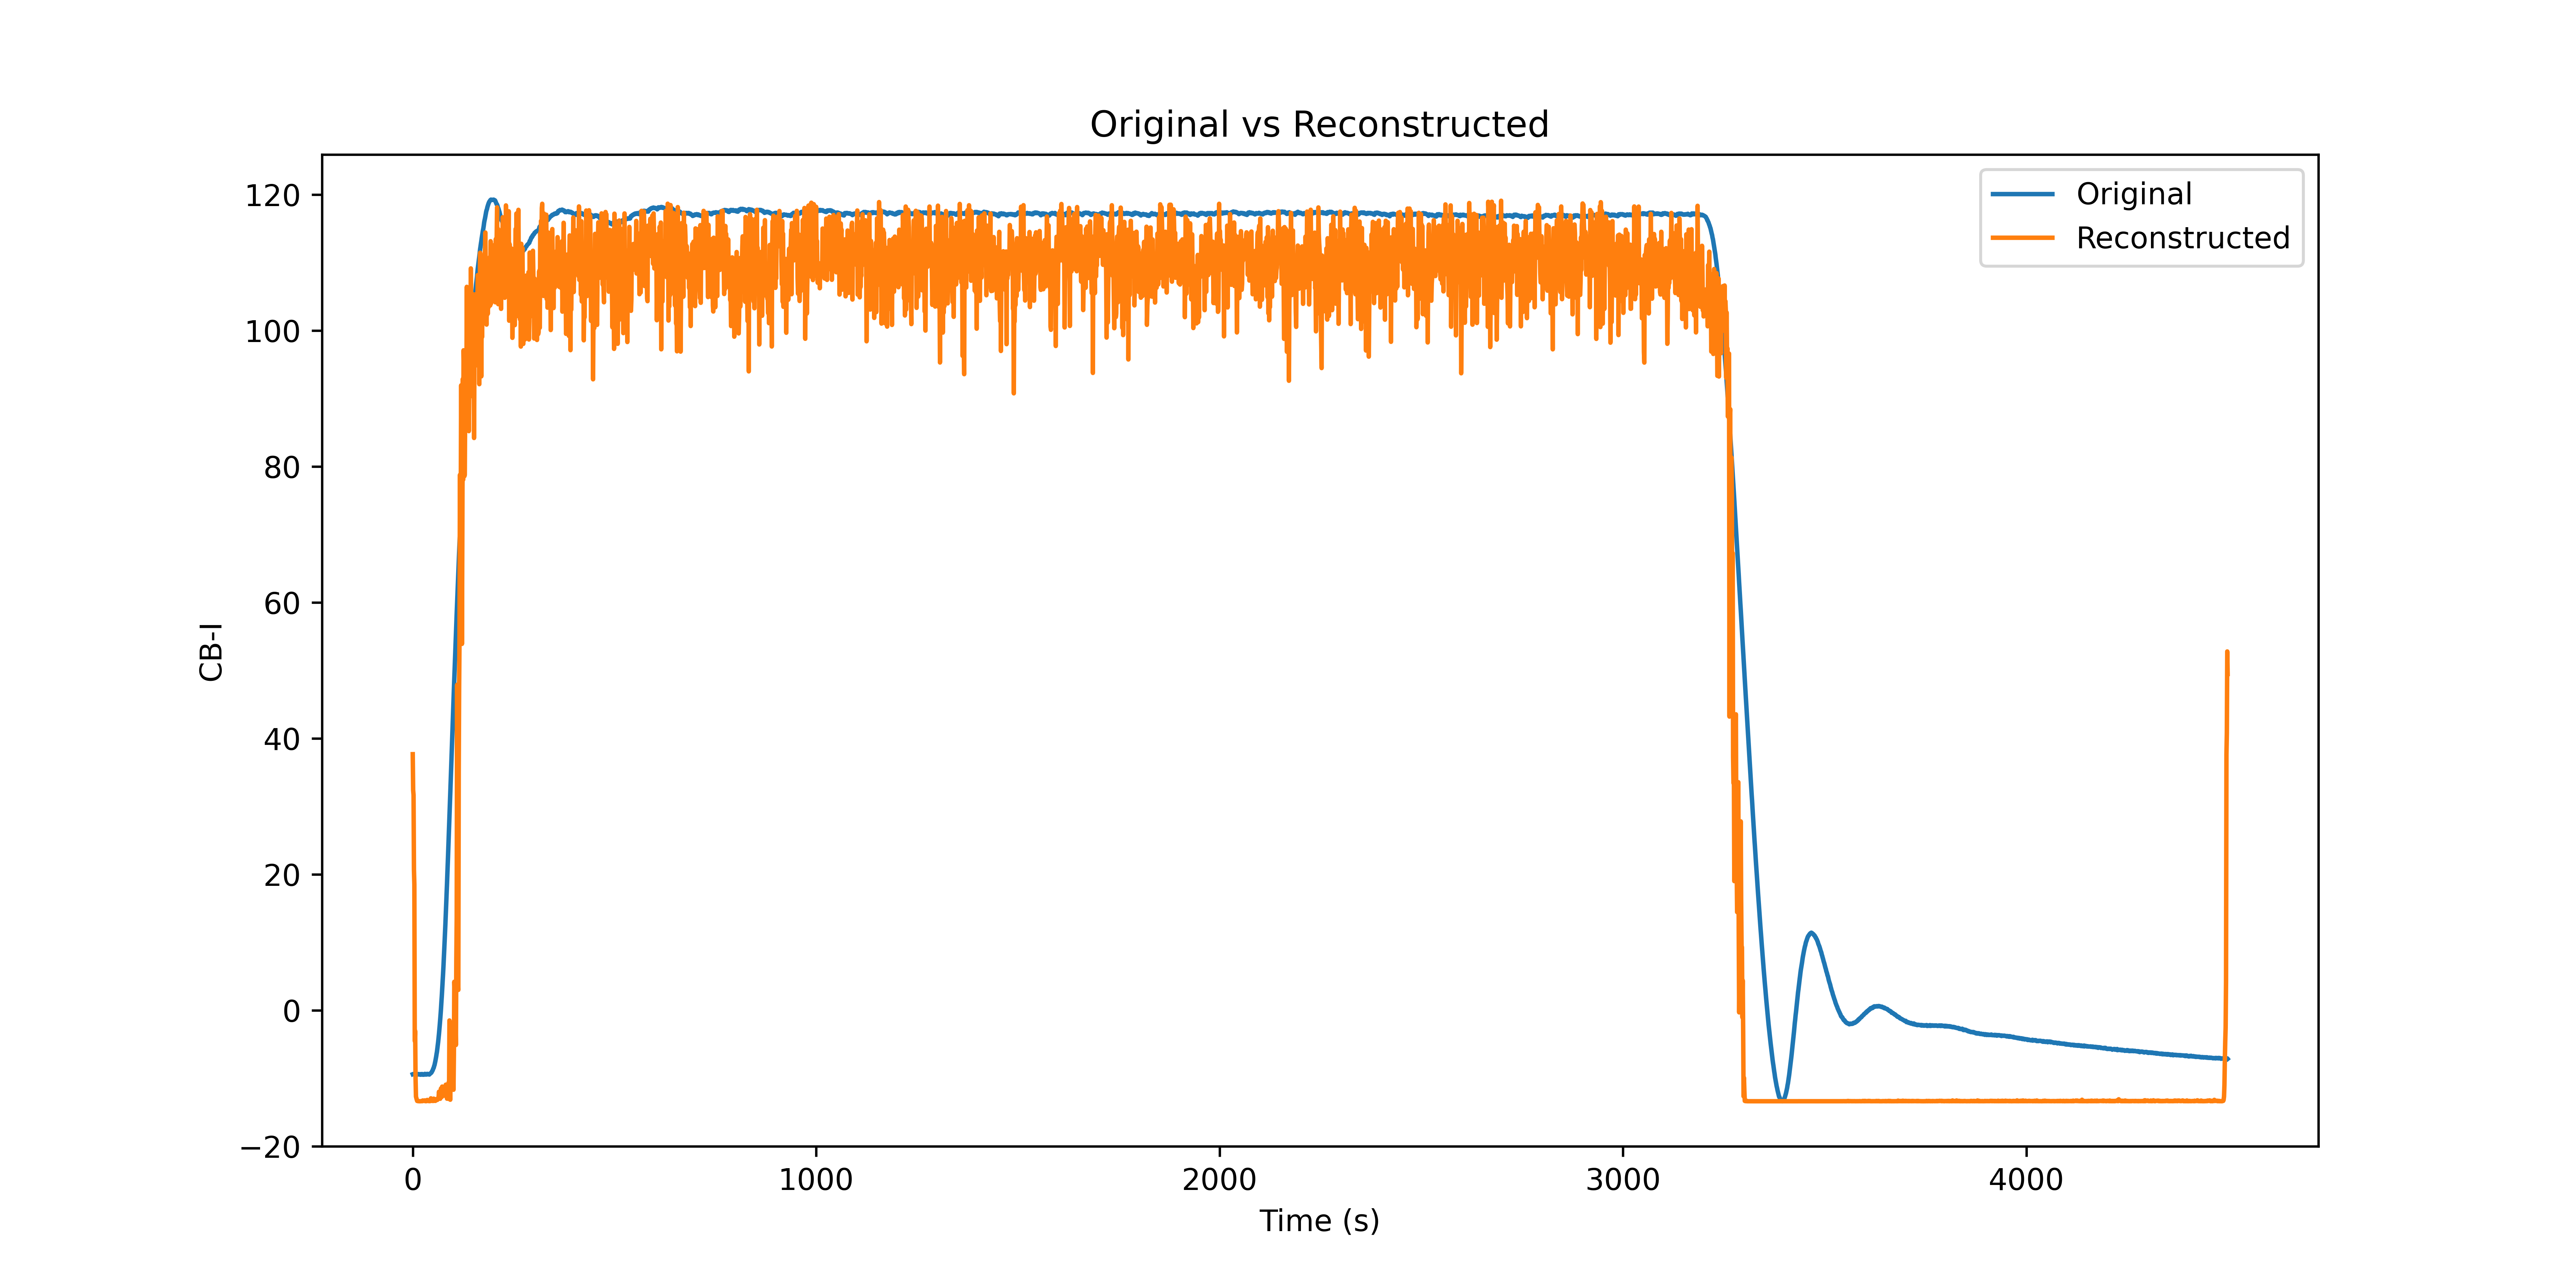 Original vs Reconstructed
Original
Reconstructed
120
100
80
60
40
20
0
−20
CB-I
0
1000
2000
3000
4000
Time (s)